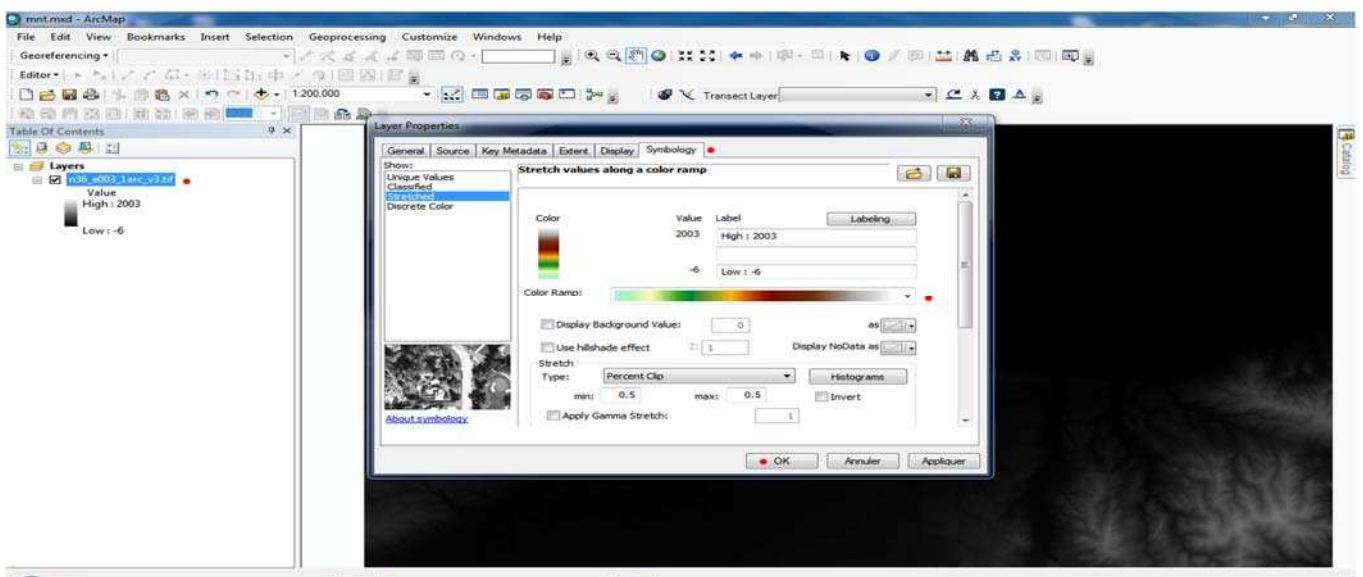 mnt.mxd - ArcMap
File Edit View Bookmarks Insert Selection Geoprocessing Customize Windows Help
Georeferencing
Editor
1:200.000
Transect Layer
Table Of Contents
Layers
n36_e003_1arc_v3.tif
Value
High : 2003
Low : -6
Layer Properties
General Source Key Metadata Extent Display Symbology
Show:
Unique Values
Classified
Stretched
Discrete Color
About symbology
Stretch values along a color ramp
Color Value Label Labeling
2003 High : 2003
-6 Low : -6
Color Ramp:
Display Background Value: 0 as
Use hillshade effect Z: 1 Display NoData as
Stretch
Type: Percent Clip Histograms
min: 0.5 max: 0.5 Invert
Apply Gamma Stretch: 1
OK Annuler Appliquer
Catalog